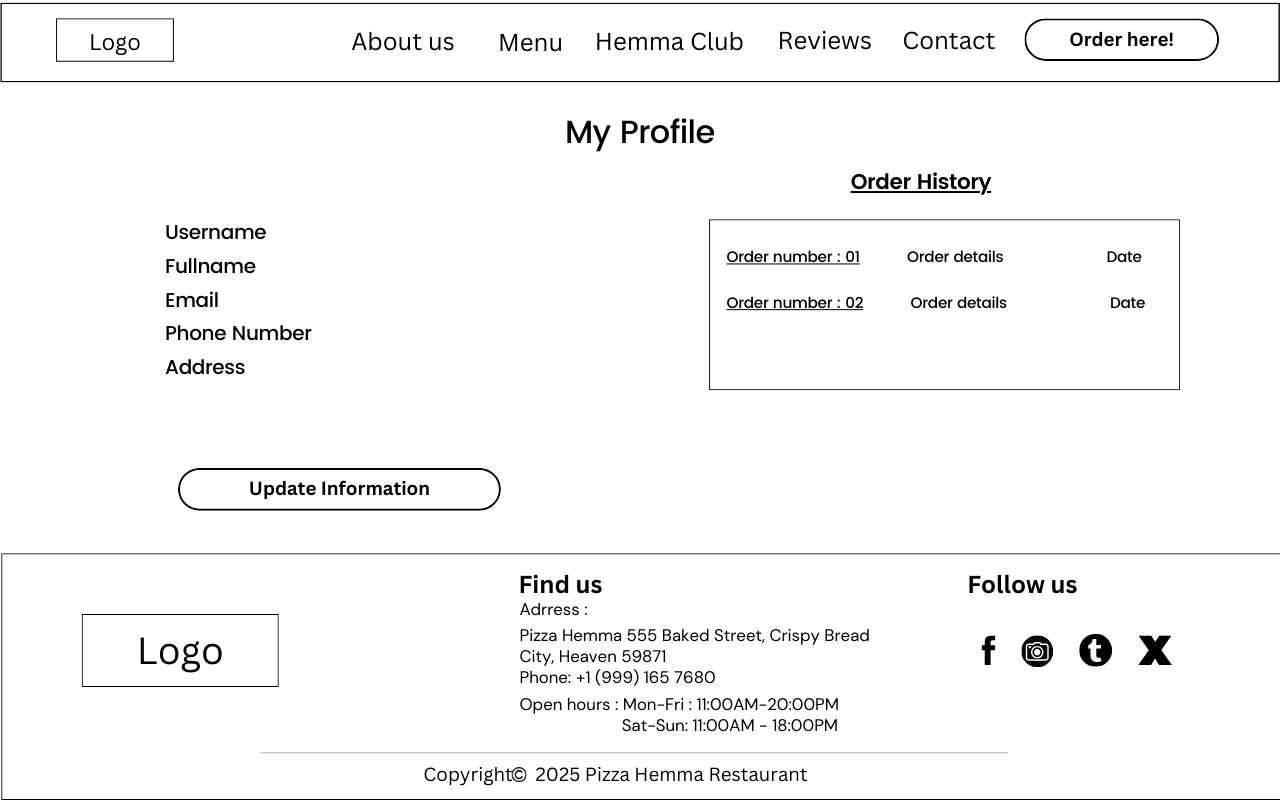 Logo
About us
Menu
Hemma Club
Reviews
Contact
Order here!
My Profile
Order History
Username
Fullname
Email
Phone Number
Address
Order number : 01 Order details Date
Order number : 02 Order details Date
Update Information
Logo
Find us
Adrress :
Pizza Hemma 555 Baked Street, Crispy Bread
City, Heaven 59871
Phone: +1 (999) 165 7680
Open hours : Mon-Fri : 11:00AM-20:00PM
Sat-Sun: 11:00AM - 18:00PM
Follow us
Copyright© 2025 Pizza Hemma Restaurant